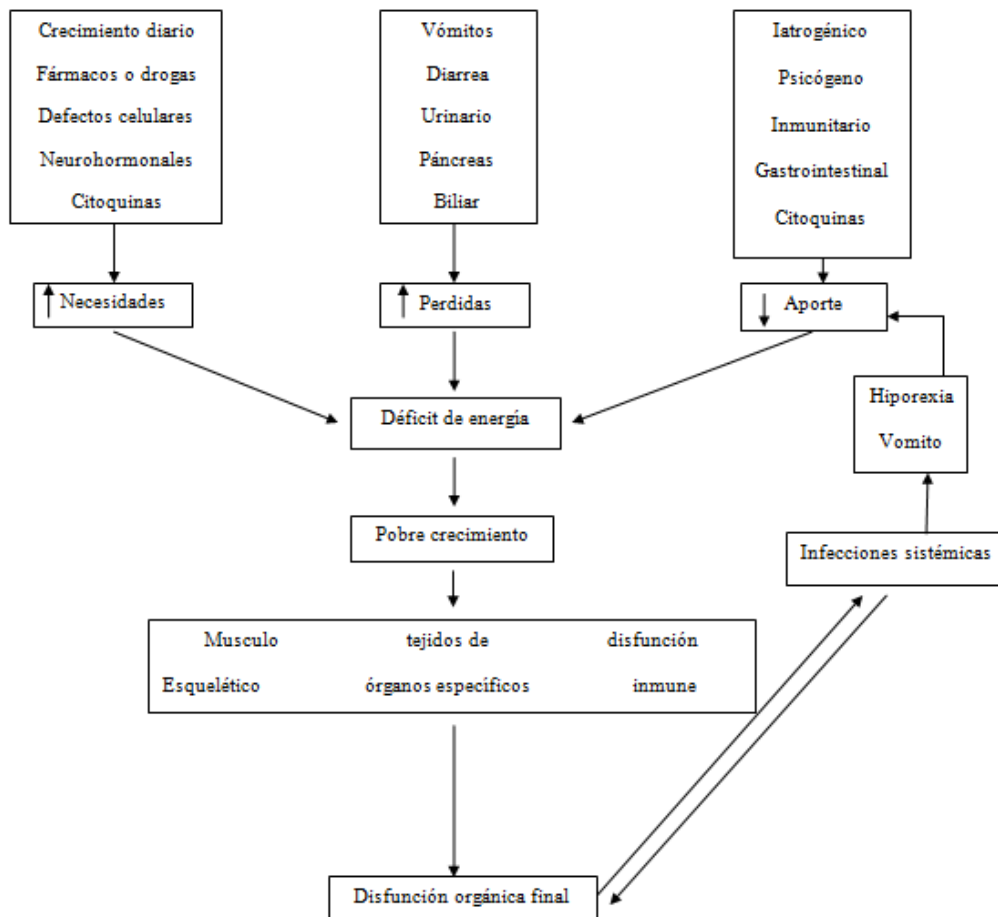 Crecimiento diario
Fármacos o drogas
Defectos celulares
Neurohormonales
Citoquinas
Vómitos
Diarrea
Urinario
Páncreas
Biliar
Iatrogénico
Psicógeno
Inmunitario
Gastrointestinal
Citoquinas
Necesidades
Perdidas
Aporte
Déficit de energía
Hiporexia
Vomito
Pobre crecimiento
Infecciones sistémicas
Musculo tejidos de disfunción
Esquelético órganos específicos inmune
Disfunción orgánica final